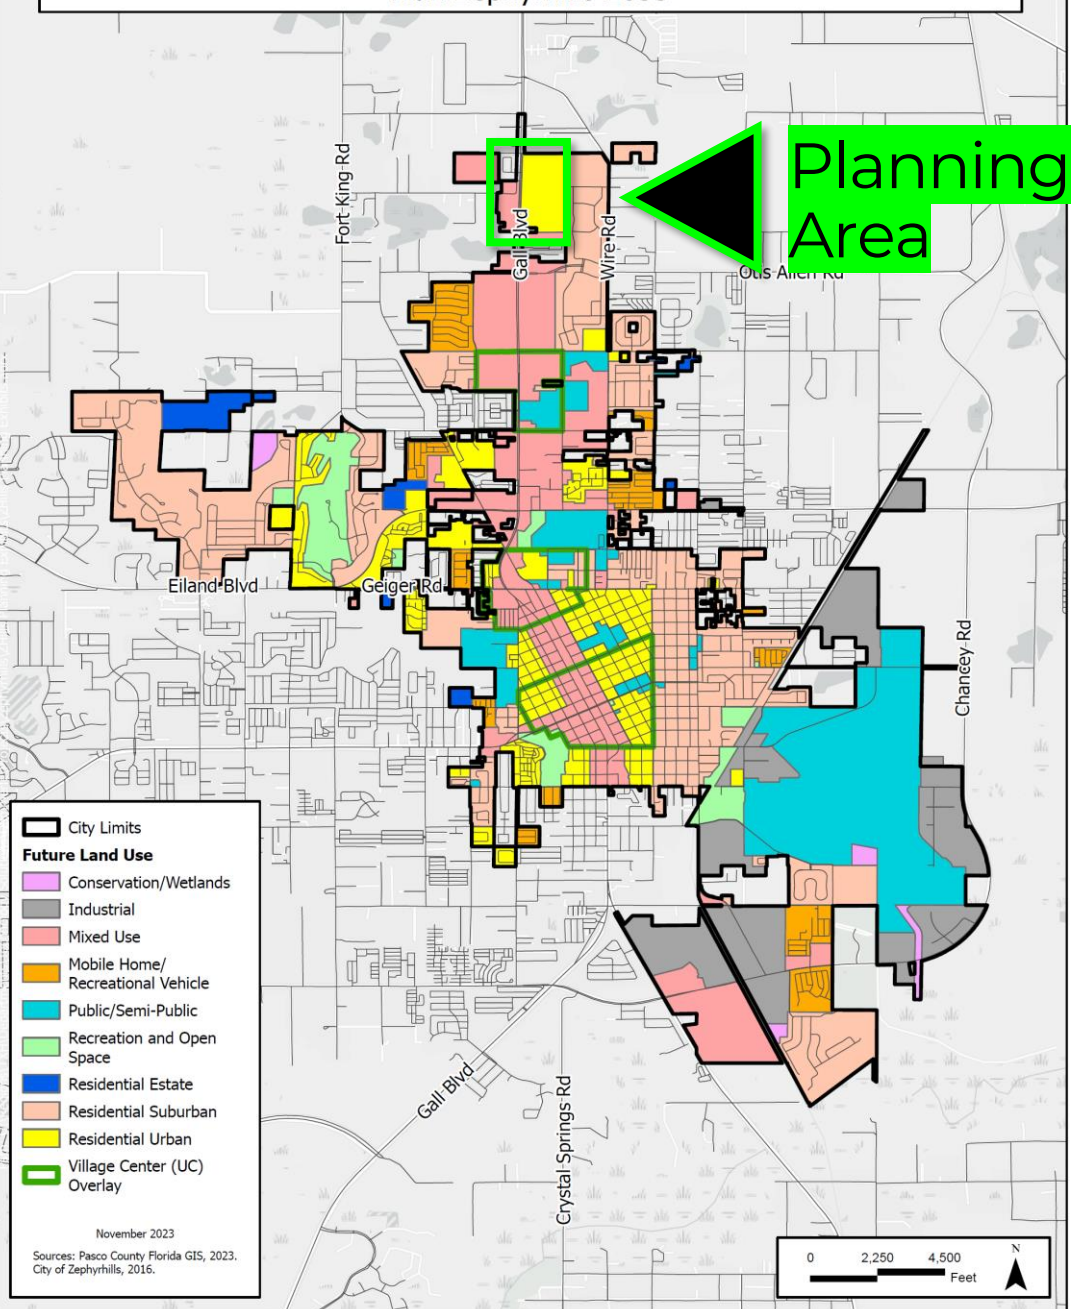 Planning
Area
Fort King Rd
Gall Blvd
Wire Rd
Otis Allen Rd
Eiland Blvd
Geiger Rd
Chancey Rd
City Limits
Future Land Use
Conservation/Wetlands
Industrial
Mixed Use
Mobile Home/
Recreational Vehicle
Public/Semi-Public
Recreation and Open
Space
Residential Estate
Residential Suburban
Residential Urban
Village Center (UC)
Overlay
November 2023
Sources: Pasco County Florida GIS, 2023.
City of Zephyrhills, 2016.
Gall Blvd
Crystal Springs Rd
0 2,250 4,500
Feet
N